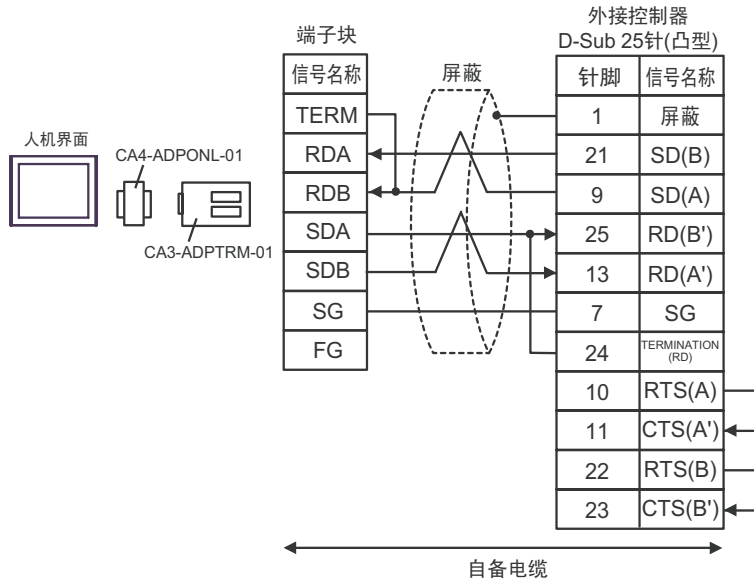 外接控制器
端子块
D-Sub 25针(凸型)
信号名称
屏蔽
针脚
信号名称
TERM
1
屏蔽
人机界面
CA4-ADPONL-01
RDA
21
SD(B)
RDB
9
SD(A)
CA3-ADPTRM-01
SDA
25
RD(B')
SDB
13
RD(A')
SG
7
SG
FG
24
TERMINATION
(RD)
10
RTS(A)
11
CTS(A')
22
RTS(B)
23
CTS(B')
自备电缆